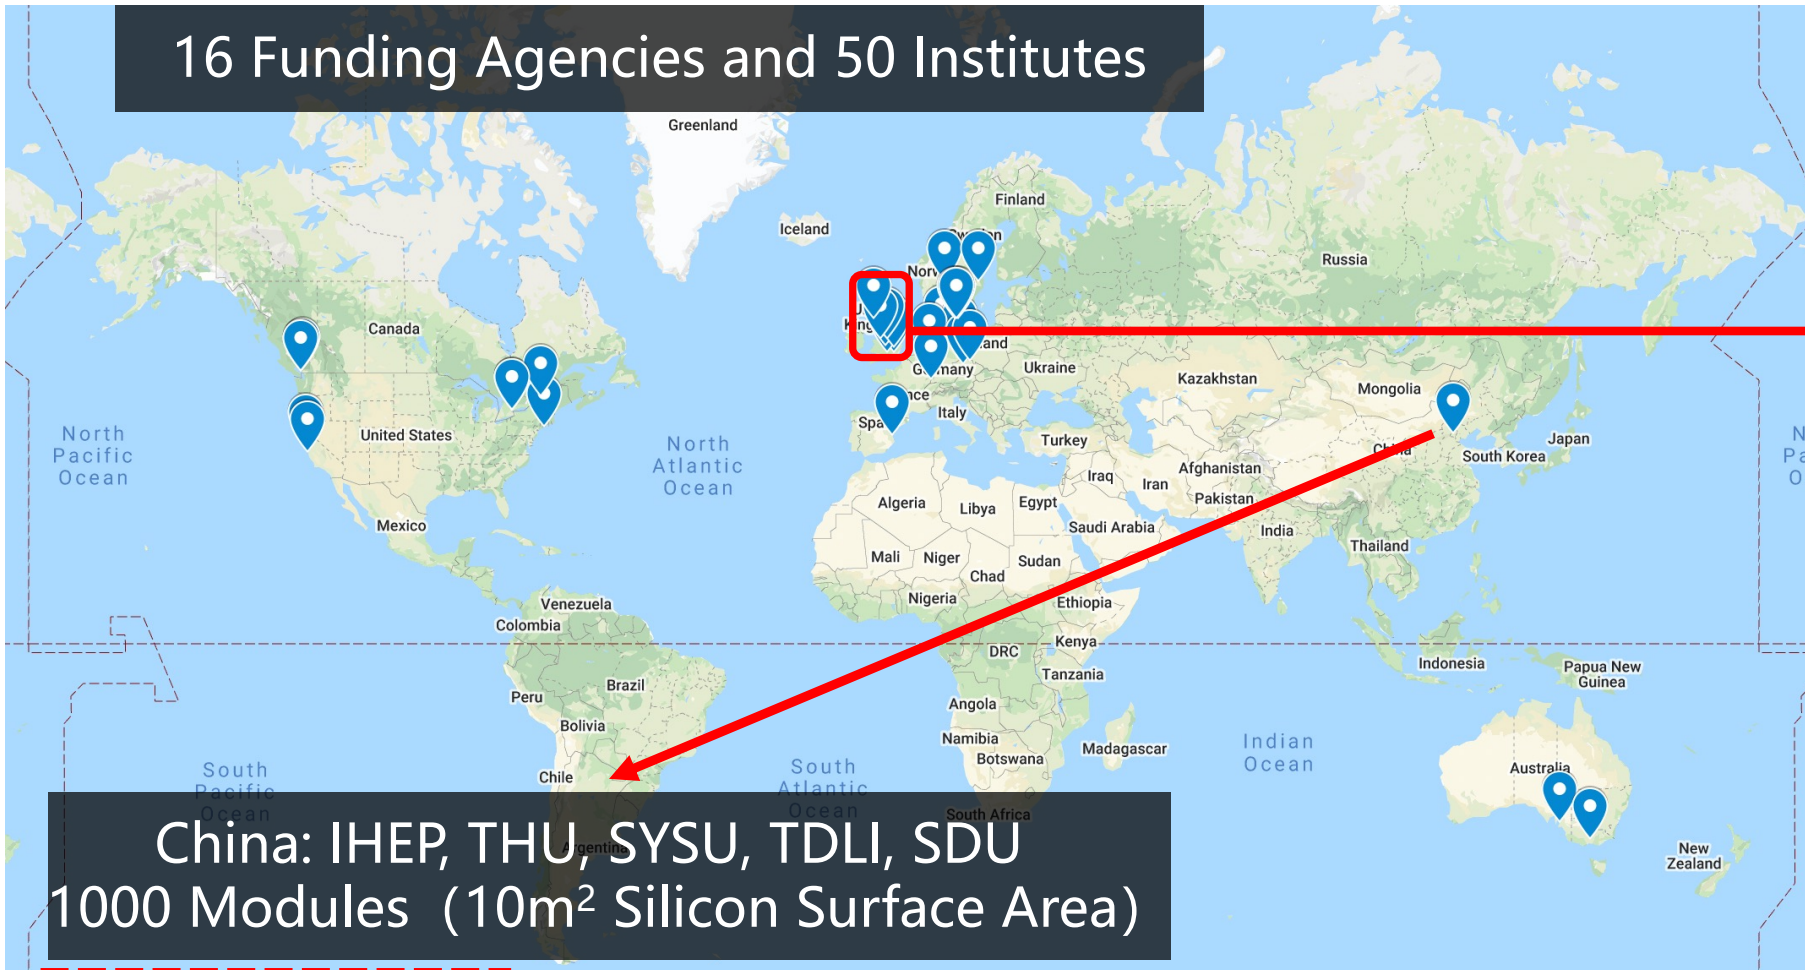 16 Funding Agencies and 50 Institutes
Greenland
Finland
Iceland
Russia
Canada
Ukraine
Kazakhstan
Mongolia
Germany
Italy
North
Pacific
Ocean
United States
North
Atlantic
Ocean
Turkey
China
South Korea
Japan
Iraq
Iran
Afghanistan
Pakistan
Algeria
Libya
Egypt
Saudi Arabia
India
Mexico
Thailand
Mali
Niger
Chad
Sudan
Nigeria
Ethiopia
Venezuela
Colombia
DRC
Kenya
Tanzania
Indonesia
Papua New
Guinea
Peru
Brazil
Bolivia
Angola
Namibia
Botswana
Madagascar
Indian
Ocean
Chile
South
Pacific
Ocean
South
Atlantic
Ocean
South Africa
Australia
New
Zealand
Argentina
China: IHEP, THU, SYSU, TDLI, SDU
1000 Modules（10m² Silicon Surface Area）